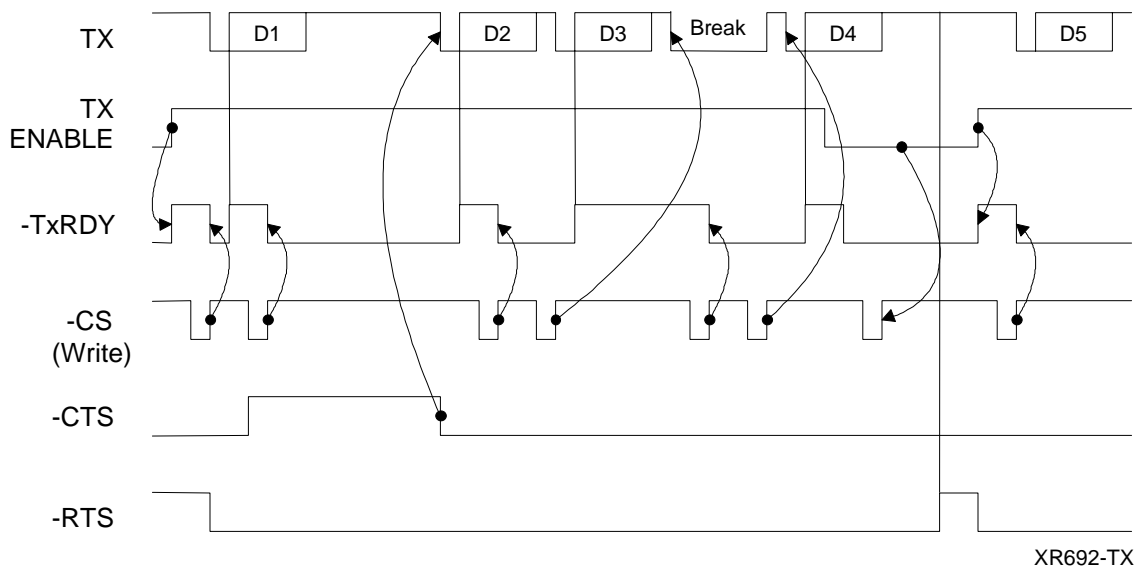 TX
D1
D2
D3
Break
D4
D5
TX
ENABLE
-TxRDY
-CS
(Write)
-CTS
-RTS
XR692-TX